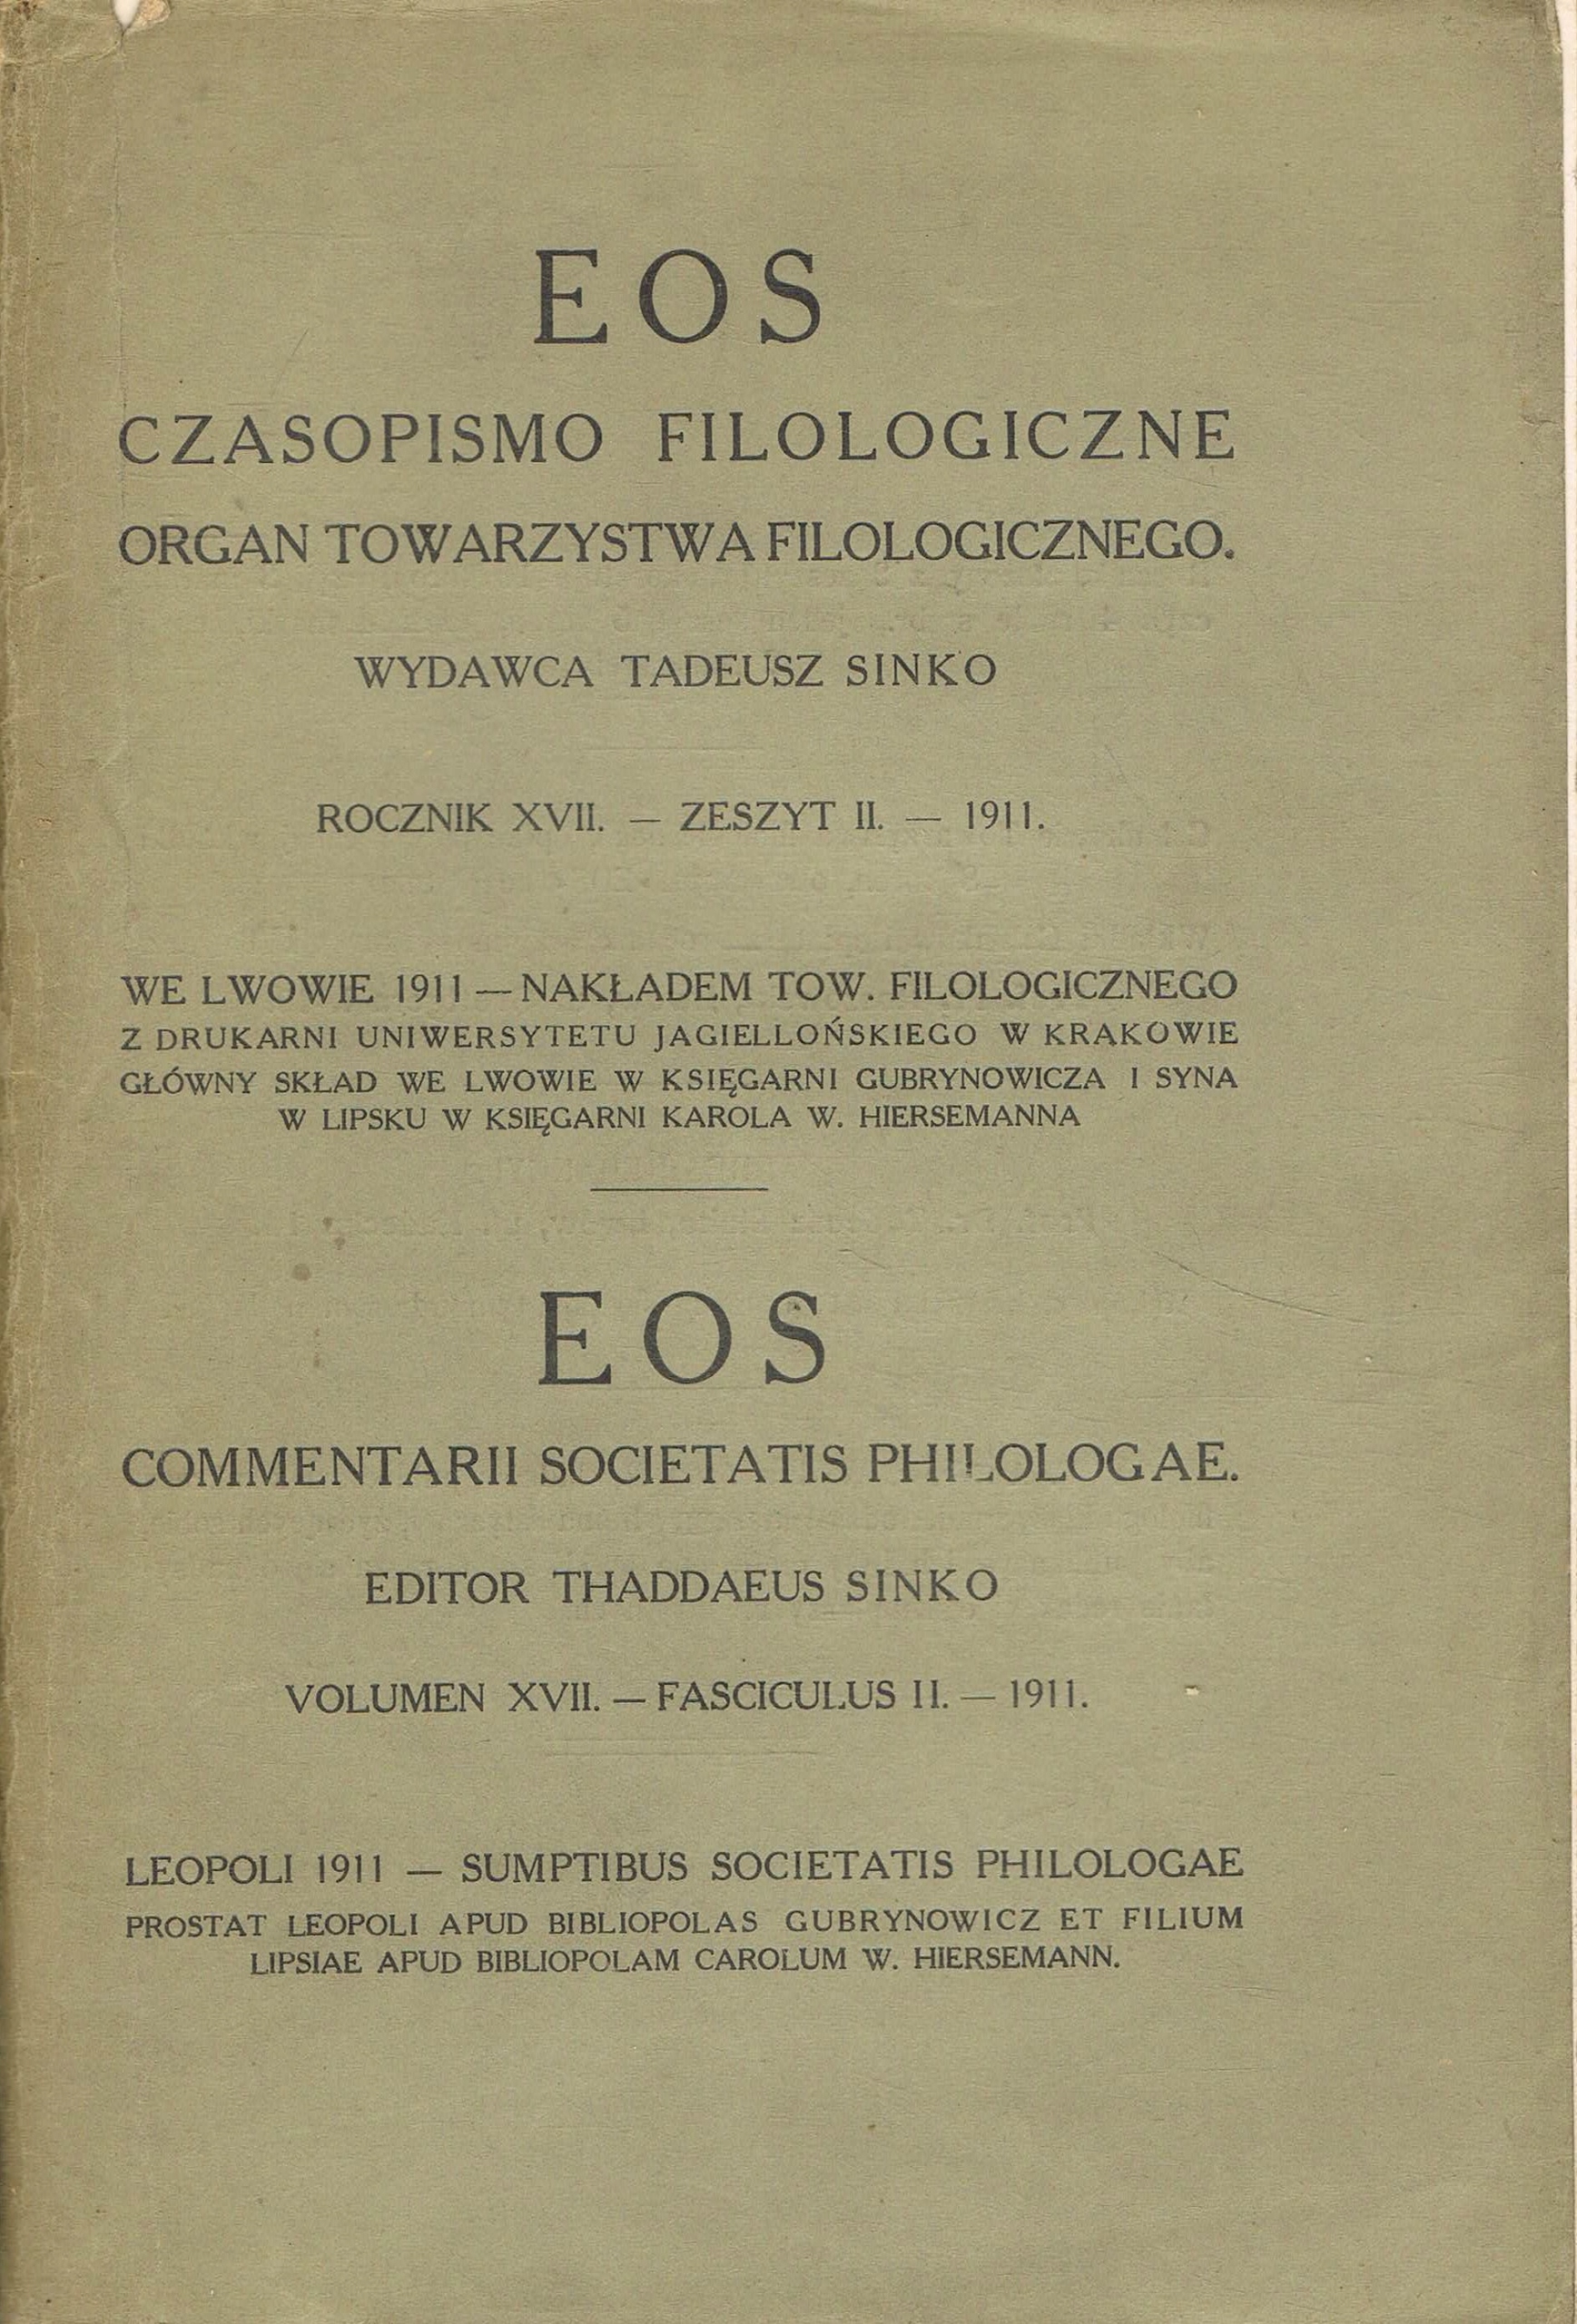 EOS
CZASOPISMO FILOLOGICZNE
ORGAN TOWARZYSTWA FILOLOGICZNEGO.
WYDAWCA TADEUSZ SINKO
ROCZNIK XVII. — ZESZYT II. — 1911.
WE LWOWIE 1911 — NAKŁADEM TOW. FILOLOGICZNEGO
Z DRUKARNI UNIWERSYTETU JAGIELLOŃSKIEGO W KRAKOWIE
GŁÓWNY SKŁAD WE LWOWIE W KSIĘGARNI GUBRYNOWICZA I SYNA
W LIPSKU W KSIĘGARNI KAROLA W. HIERSEMANNA
EOS
COMMENTARII SOCIETATIS PHILOLOGAE.
EDITOR THADDAEUS SINKO
VOLUMEN XVII. — FASCICULUS II. — 1911.
LEOPOLI 1911 — SUMPTIBUS SOCIETATIS PHILOLOGAE
PROSTAT LEOPOLI APUD BIBLIOPOLAS GUBRYNOWICZ ET FILIUM
LIPSIAE APUD BIBLIOPOLAM CAROLUM W. HIERSEMANN.